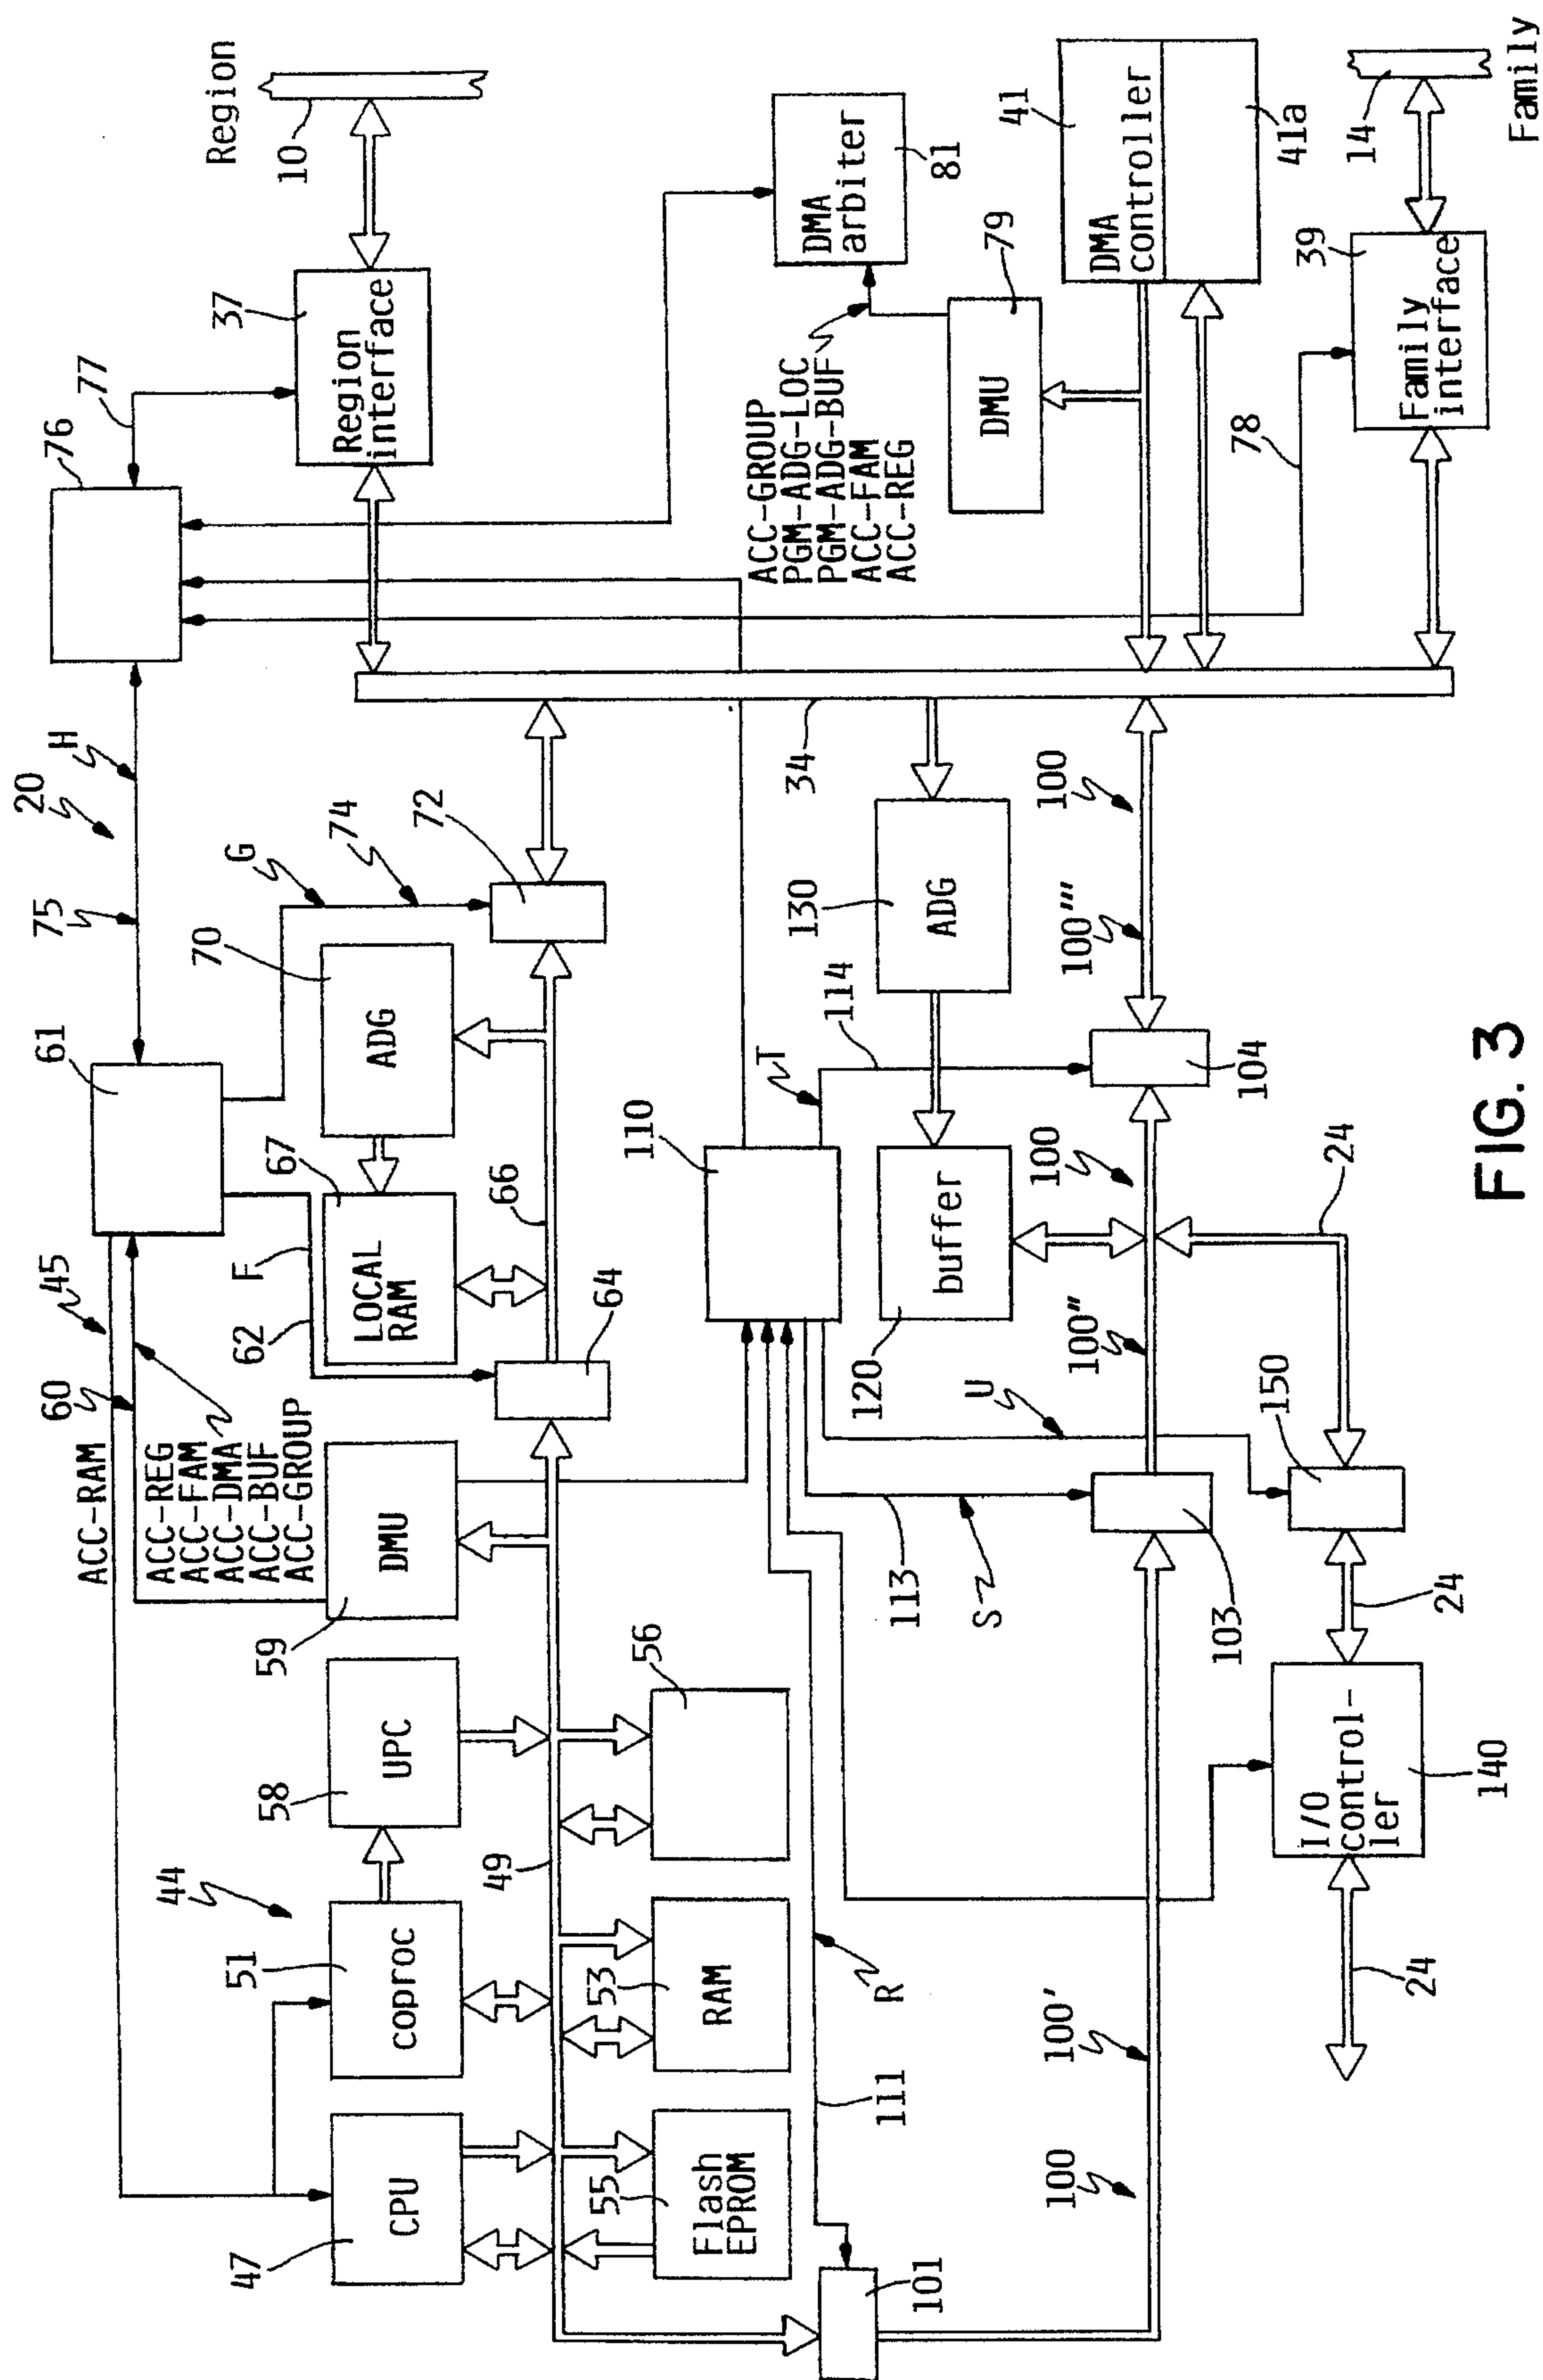 20
45
60
ACC-RAM
ACC-REG
ACC-FAM
ACC-DMA
ACC-BUF
ACC-GROUP
61
75
H
76
77
Region
10
37
Region
interface
F
62
G
74
44
47
CPU
51
coproc
58
UPC
59
DMU
67
LOCAL
RAM
70
ADG
72
64
66
49
55
Flash
EPROM
53
RAM
56
DMA
arbiter
81
ACC-GROUP
PGM-ADG-LOC
PGM-ADG-BUF
ACC-FAM
ACC-REG
DMU
79
41
DMA
controller
41a
34
110
T
114
130
ADG
120
buffer
101
111
R
113
S
U
100
100'
103
100"
100
104
100'''
100
24
150
24
140
I/O
control-
ler
24
78
39
Family
interface
14
Family
FIG. 3